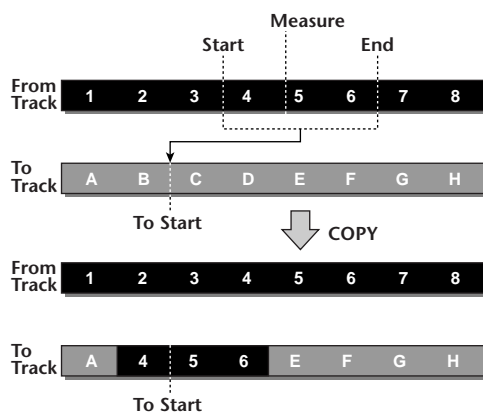 Measure
Start End
From Track 1 2 3 4 5 6 7 8
To Track A B C D E F G H
To Start
COPY
From Track 1 2 3 4 5 6 7 8
To Track A 4 5 6 E F G H
To Start